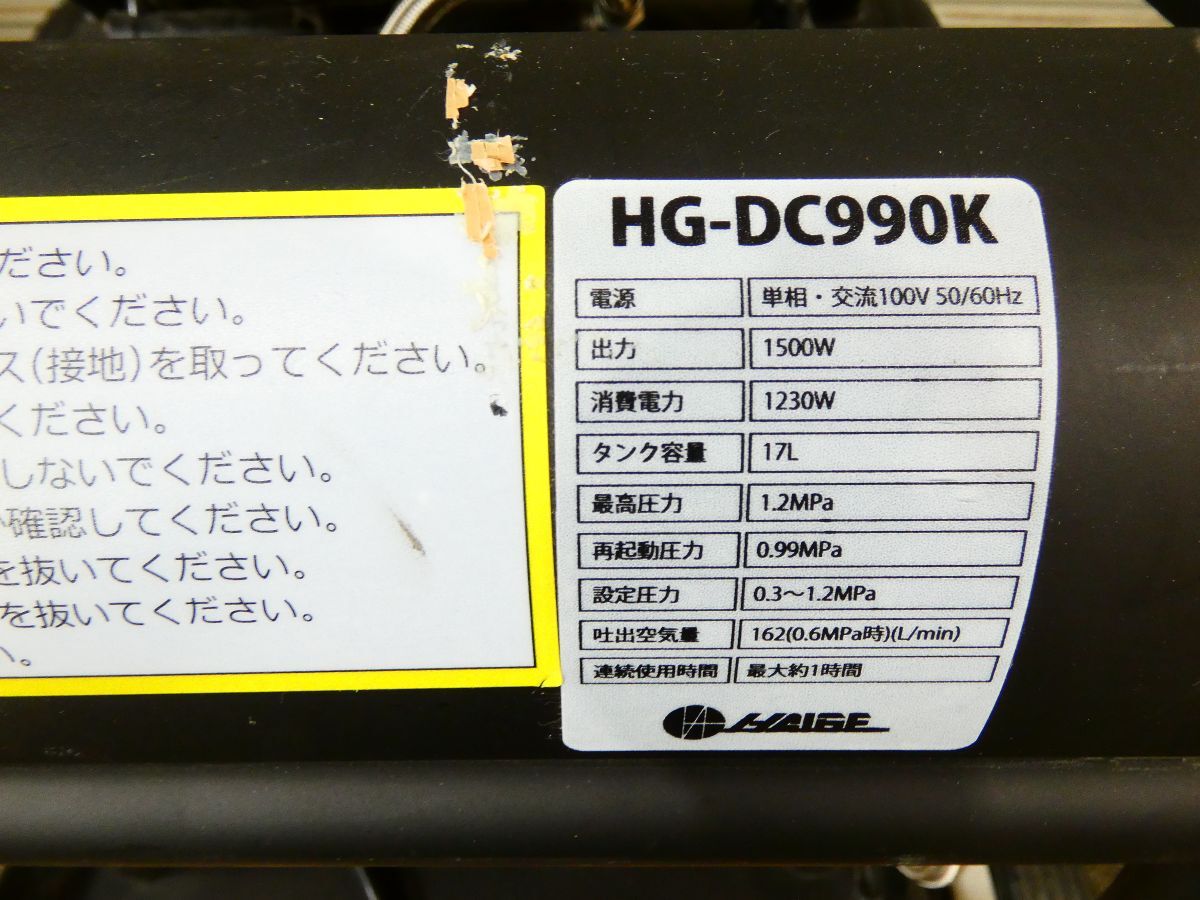 ださい。
いでください。
ス(接地)を取ってください。
ください。
しないでください。
確認してください。
を抜いてください。
を抜いてください。
い。
HG-DC990K
電源 単相・交流100V 50/60Hz
出力 1500W
消費電力 1230W
タンク容量 17L
最高圧力 1.2MPa
再起動圧力 0.99MPa
設定圧力 0.3〜1.2MPa
吐出空気量 162(0.6MPa時)(L/min)
連続使用時間 最大約1時間
HAIGE